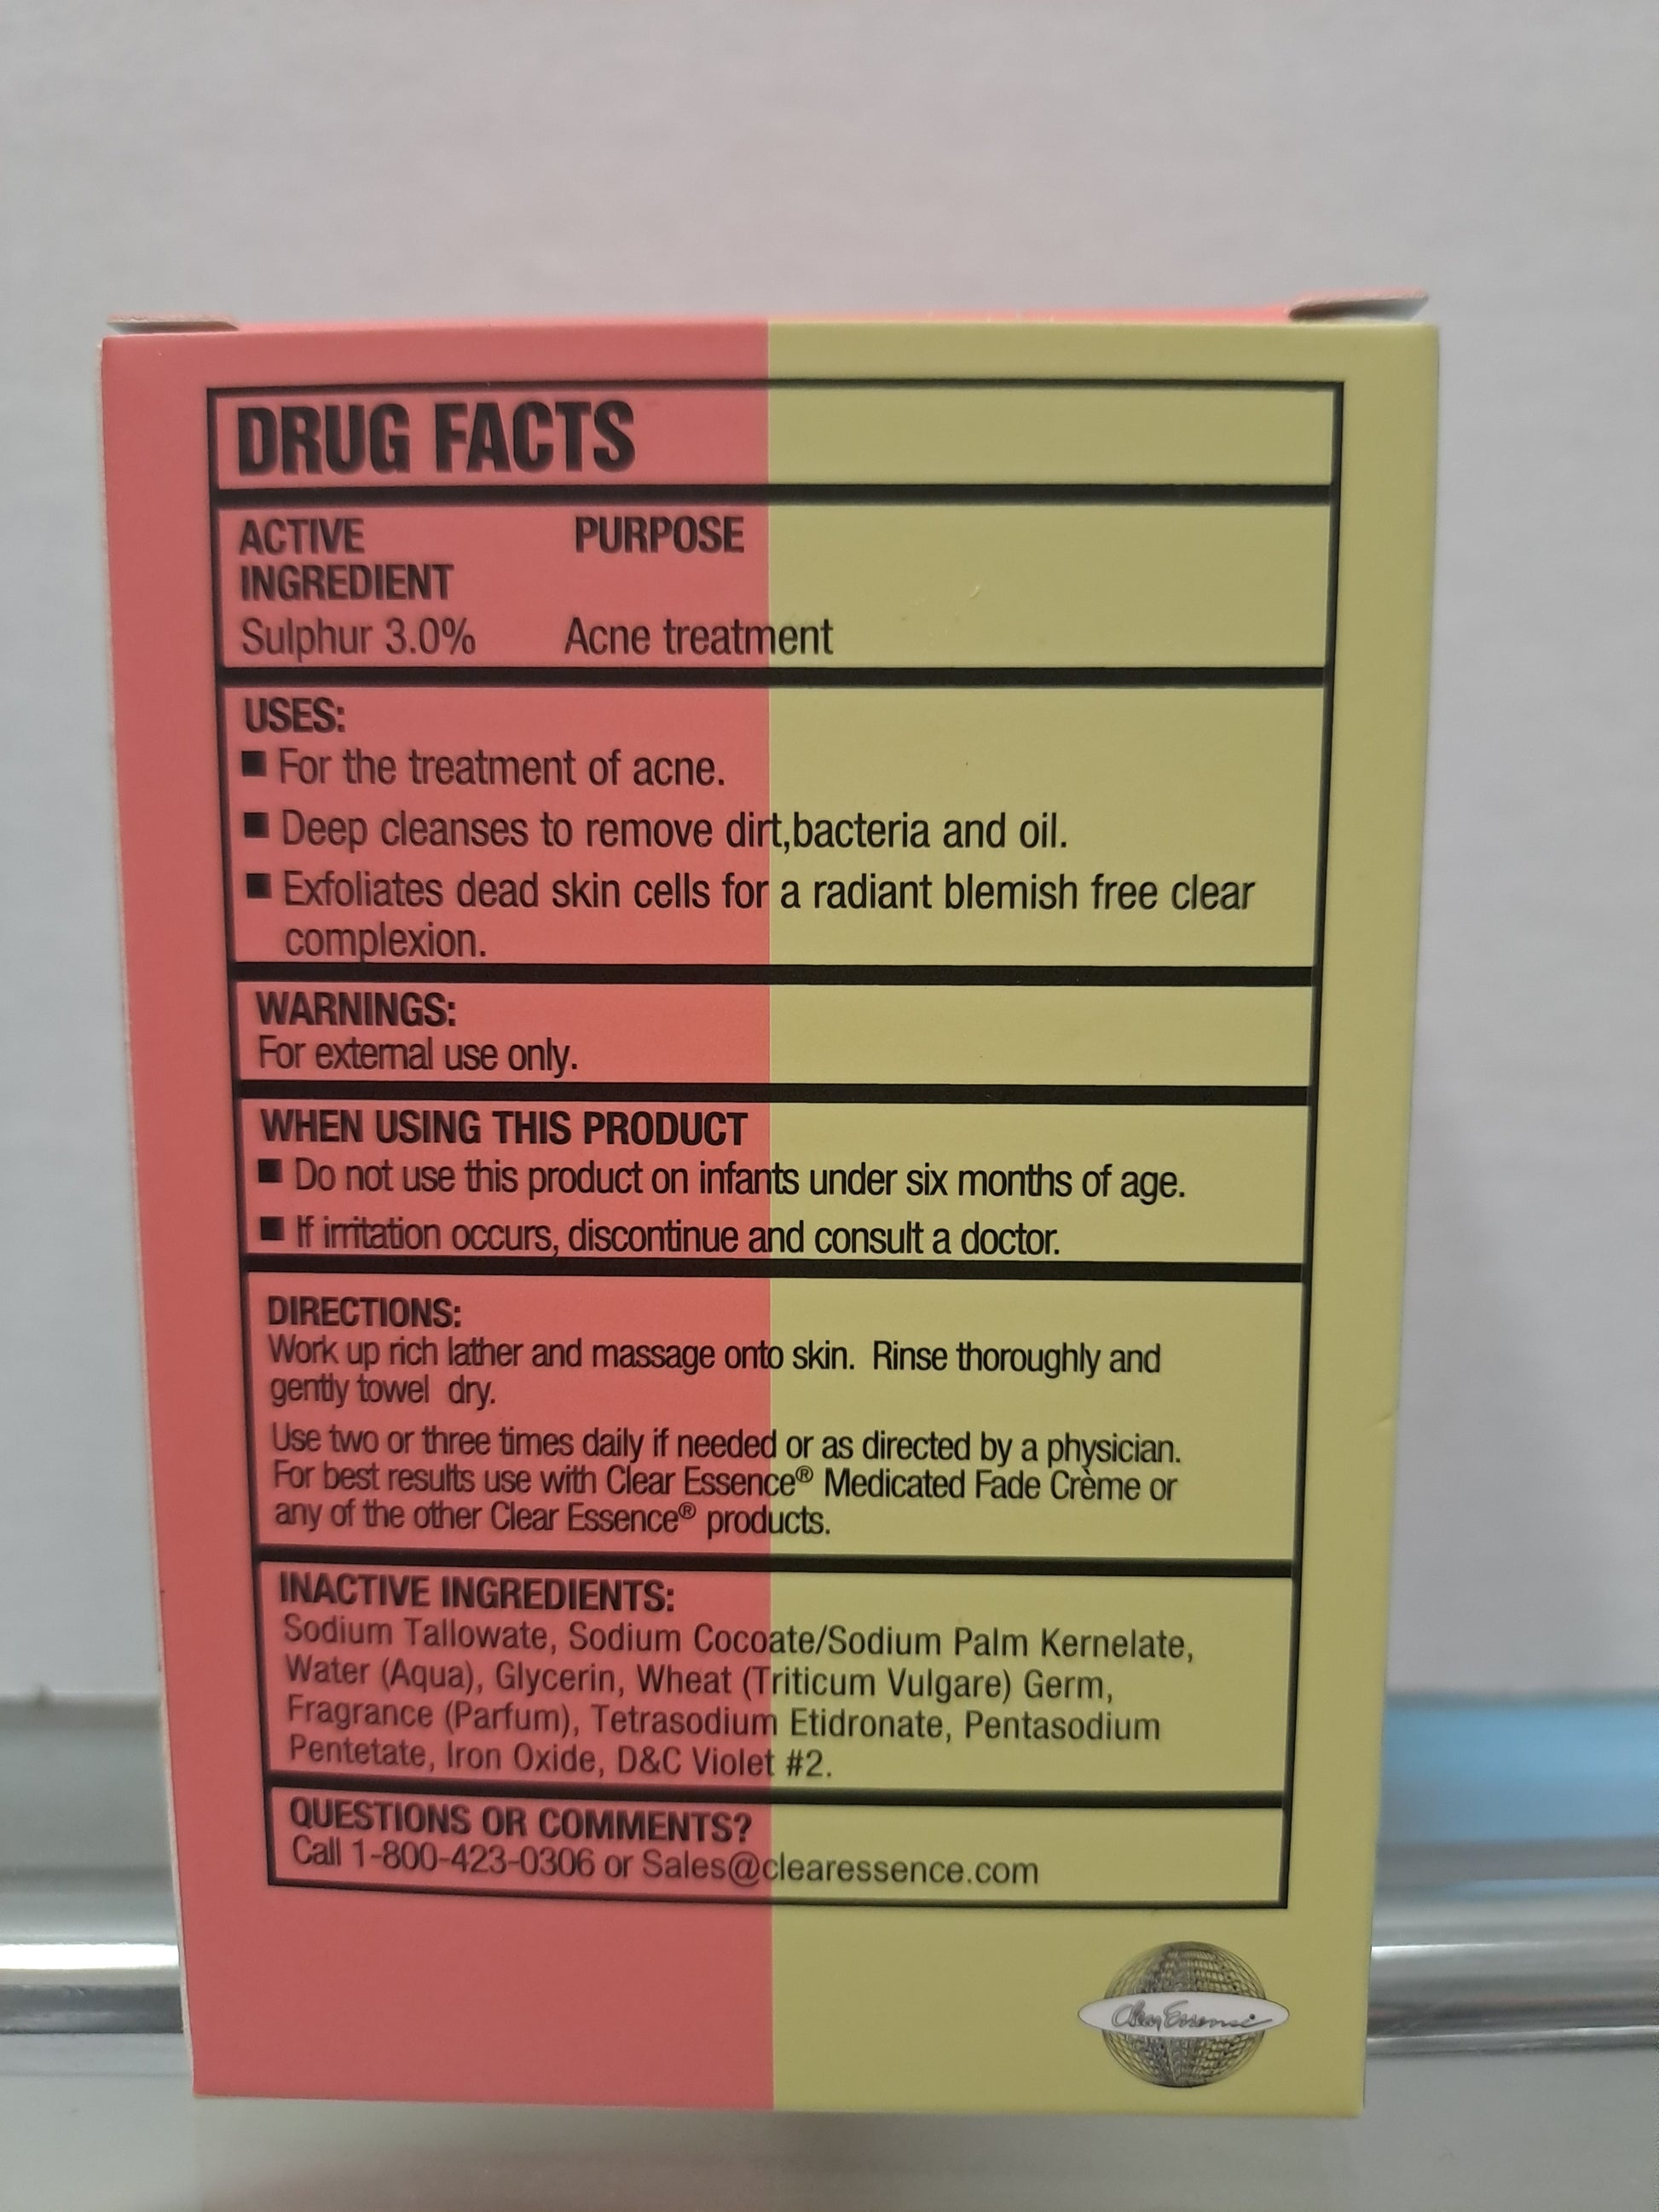 DRUG FACTS
ACTIVE PURPOSE
INGREDIENT
Sulphur 3.0% Acne treatment
USES:
■ For the treatment of acne.
■ Deep cleanses to remove dirt,bacteria and oil.
■ Exfoliates dead skin cells for a radiant blemish free clear
complexion.
WARNINGS:
For external use only.
WHEN USING THIS PRODUCT
■ Do not use this product on infants under six months of age.
■ If irritation occurs, discontinue and consult a doctor.
DIRECTIONS:
Work up rich lather and massage onto skin. Rinse thoroughly and
gently towel dry.
Use two or three times daily if needed or as directed by a physician.
For best results use with Clear Essence® Medicated Fade Crème or
any of the other Clear Essence® products.
INACTIVE INGREDIENTS:
Sodium Tallowate, Sodium Cocoate/Sodium Palm Kernelate,
Water (Aqua), Glycerin, Wheat (Triticum Vulgare) Germ,
Fragrance (Parfum), Tetrasodium Etidronate, Pentasodium
Pentetate, Iron Oxide, D&C Violet #2.
QUESTIONS OR COMMENTS?
Call 1-800-423-0306 or Sales@clearessence.com
Clear Essence